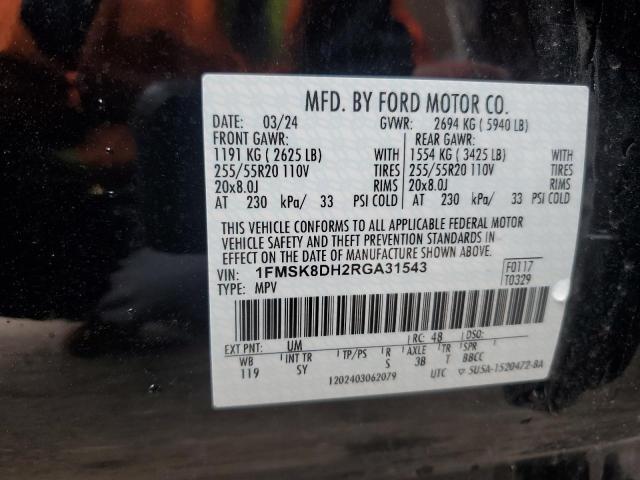 MFD. BY FORD MOTOR CO.
DATE: 03/24 GVWR: 2694 KG ( 5940 LB)
FRONT GAWR: REAR GAWR:
1191 KG ( 2625 LB) WITH 1554 KG ( 3425 LB) WITH
255/55R20 110V TIRES 255/55R20 110V TIRES
20x8.0J RIMS 20x8.0J RIMS
AT 230 kPa/ 33 PSI COLD AT 230 kPa/ 33 PSI COLD
THIS VEHICLE CONFORMS TO ALL APPLICABLE FEDERAL MOTOR
VEHICLE SAFETY AND THEFT PREVENTION STANDARDS IN
EFFECT ON THE DATE OF MANUFACTURE SHOWN ABOVE.
VIN: 1FMSK8DH2RGA31543 F0117
TYPE: MPV T0329
EXT PNT: UM RC: 48 DSO:
WB INT TR TP/PS R AXLE TR SPR
119 SY S 3B T BBCC
1202403062079 UTC ▽ 5U5A-1520472-BA